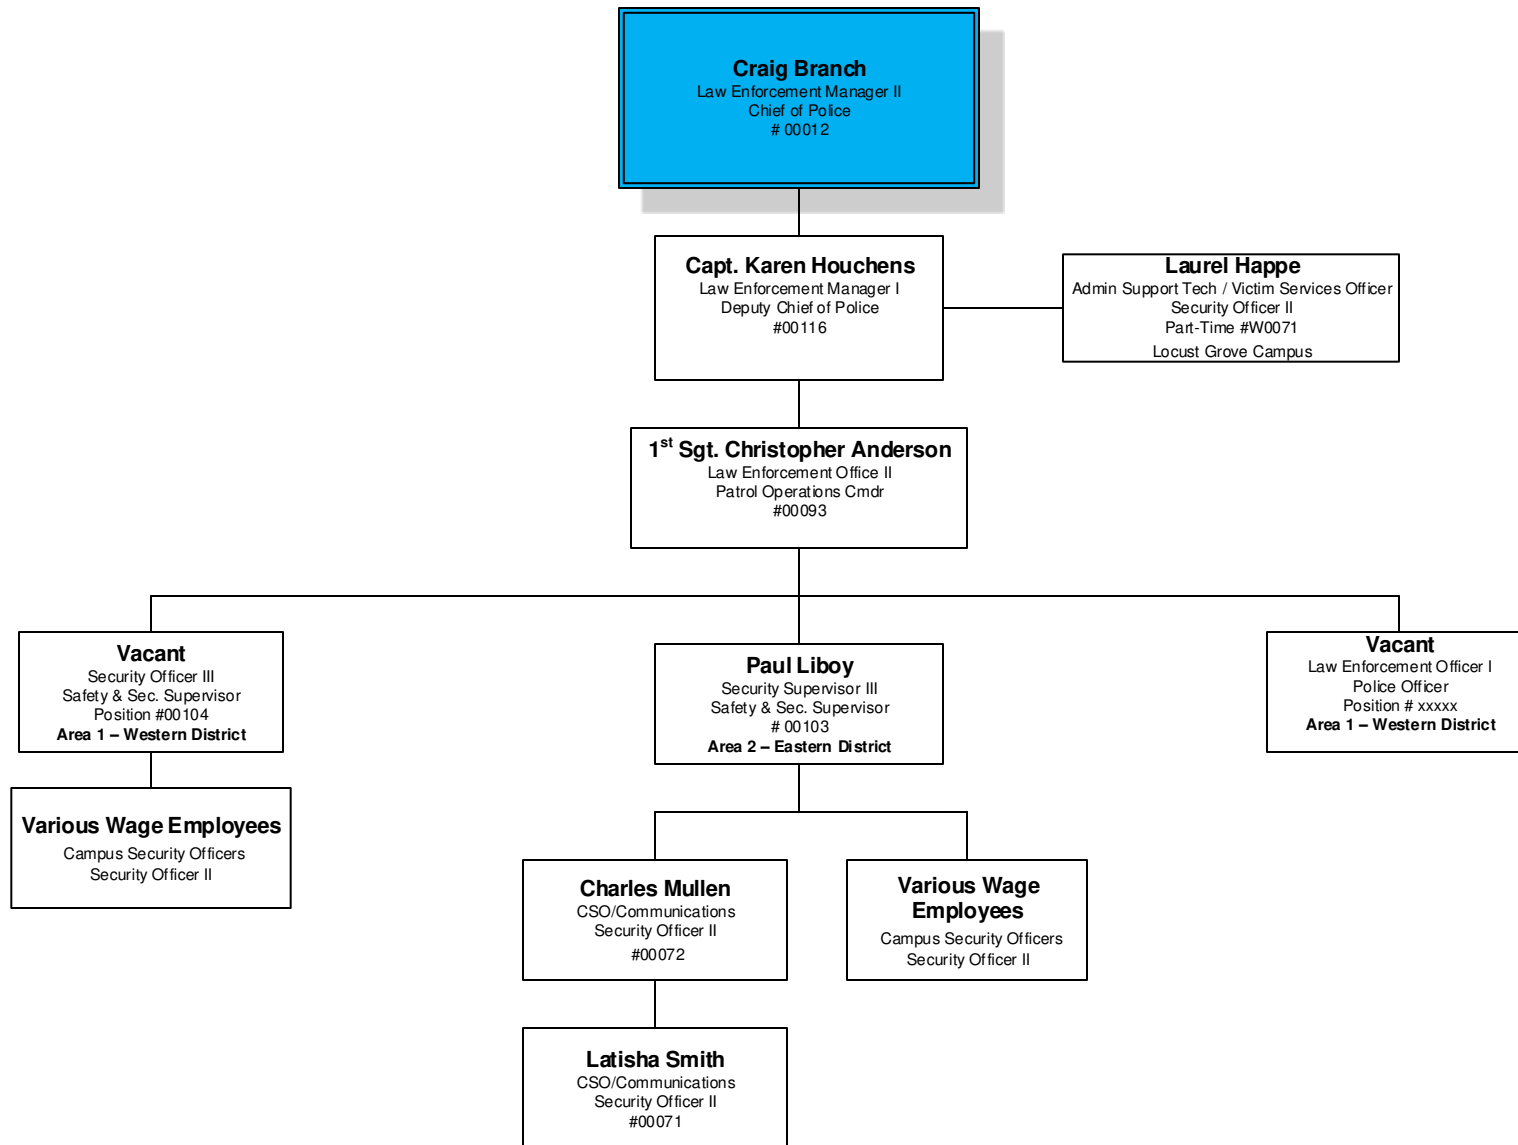 Craig Branch
Law Enforcement Manager II
Chief of Police
# 00012
Capt. Karen Houchens
Law Enforcement Manager I
Deputy Chief of Police
#00116
Laurel Happe
Admin Support Tech / Victim Services Officer
Security Officer II
Part-Time #W0071
Locust Grove Campus
1st Sgt. Christopher Anderson
Law Enforcement Office II
Patrol Operations Cmdr
#00093
Vacant
Security Officer III
Safety & Sec. Supervisor
Position #00104
Area 1 – Western District
Paul Liboy
Security Supervisor III
Safety & Sec. Supervisor
# 00103
Area 2 – Eastern District
Vacant
Law Enforcement Officer I
Police Officer
Position # xxxxx
Area 1 – Western District
Various Wage Employees
Campus Security Officers
Security Officer II
Charles Mullen
CSO/Communications
Security Officer II
#00072
Various Wage
Employees
Campus Security Officers
Security Officer II
Latisha Smith
CSO/Communications
Security Officer II
#00071